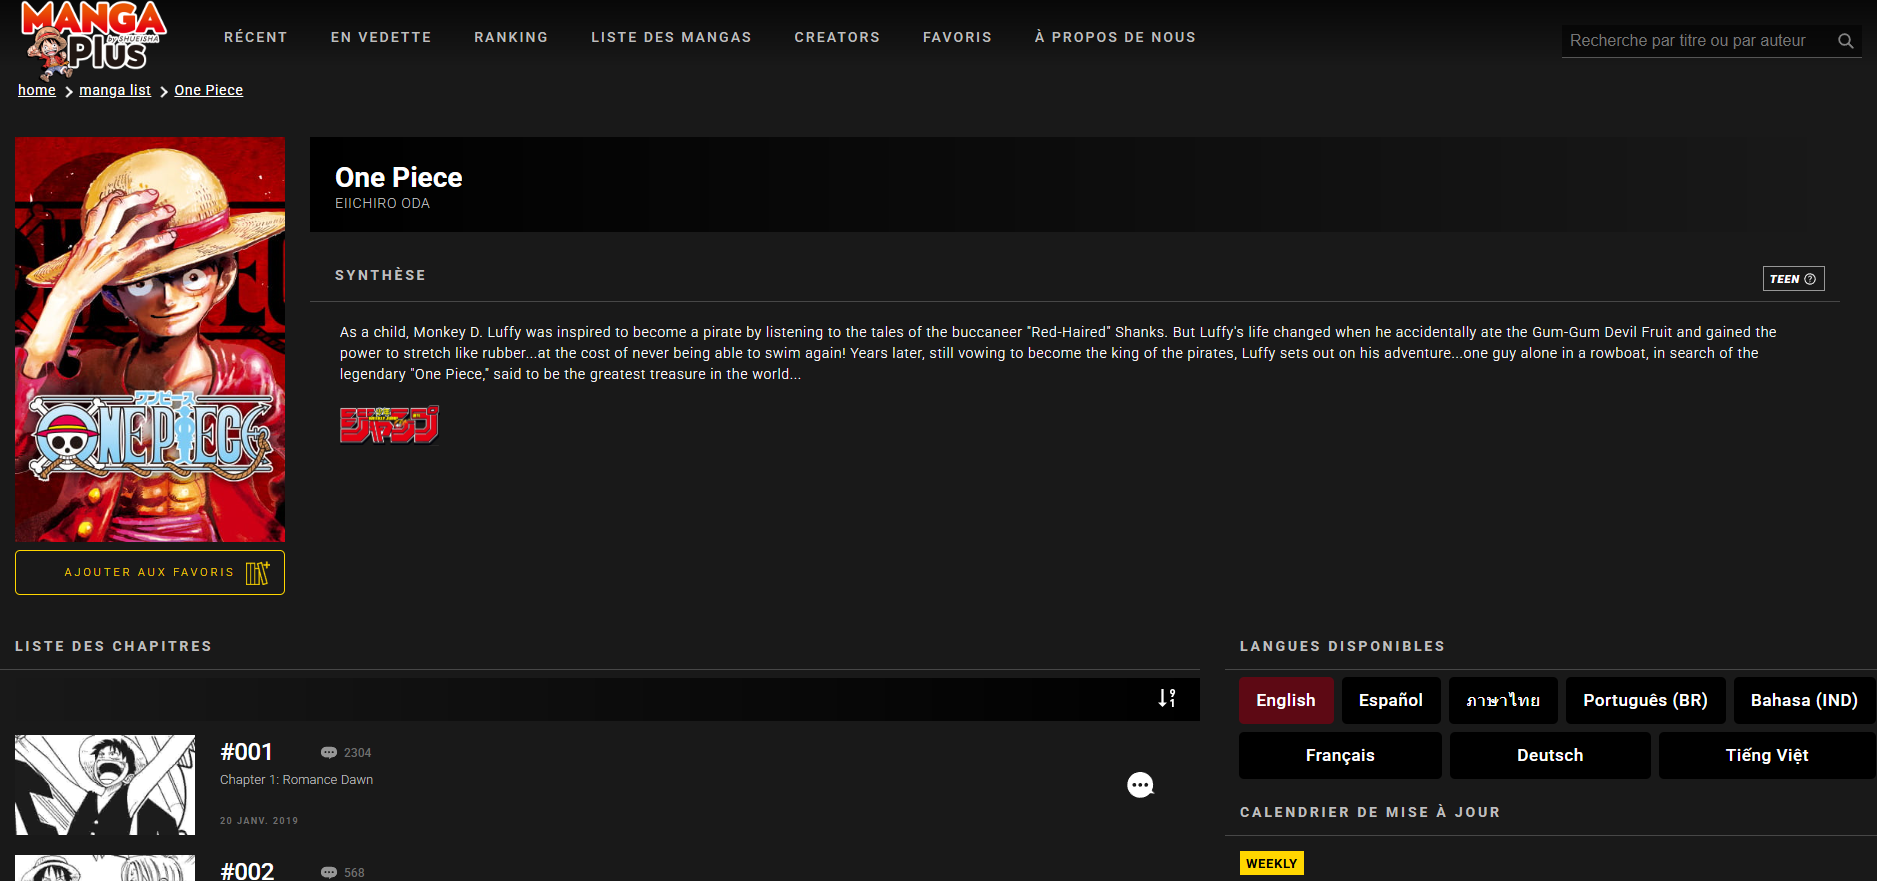 MANGA
by SHUEISHA
Plus
RÉCENT EN VEDETTE RANKING LISTE DES MANGAS CREATORS FAVORIS À PROPOS DE NOUS
Recherche par titre ou par auteur
home manga list One Piece
One Piece
EIICHIRO ODA
SYNTHÈSE
TEEN
As a child, Monkey D. Luffy was inspired to become a pirate by listening to the tales of the buccaneer "Red-Haired" Shanks. But Luffy's life changed when he accidentally ate the Gum-Gum Devil Fruit and gained the
power to stretch like rubber...at the cost of never being able to swim again! Years later, still vowing to become the king of the pirates, Luffy sets out on his adventure...one guy alone in a rowboat, in search of the
legendary "One Piece," said to be the greatest treasure in the world...
ジャンプ
ワンピース
ONE PIECE
AJOUTER AUX FAVORIS
LISTE DES CHAPITRES
#001 2304
Chapter 1: Romance Dawn
20 JANV. 2019
#002 568
LANGUES DISPONIBLES
English Español ภาษาไทย Português (BR) Bahasa (IND)
Français Deutsch Tiếng Việt
CALENDRIER DE MISE À JOUR
WEEKLY